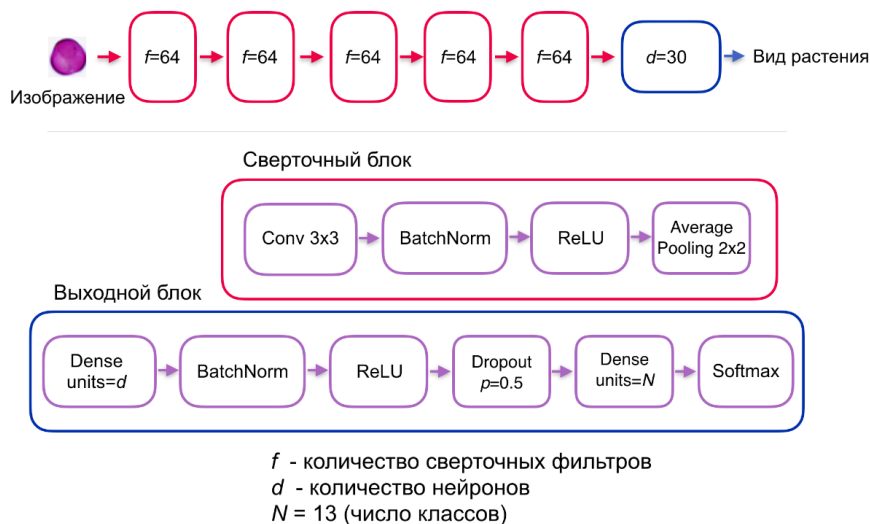 f=64
f=64
f=64
f=64
f=64
d=30
Вид растения
Изображение
Сверточный блок
Conv 3x3
BatchNorm
ReLU
Average
Pooling 2x2
Выходной блок
Dense
units=d
BatchNorm
ReLU
Dropout
p=0.5
Dense
units=N
Softmax
f - количество сверточных фильтров
d - количество нейронов
N = 13 (число классов)